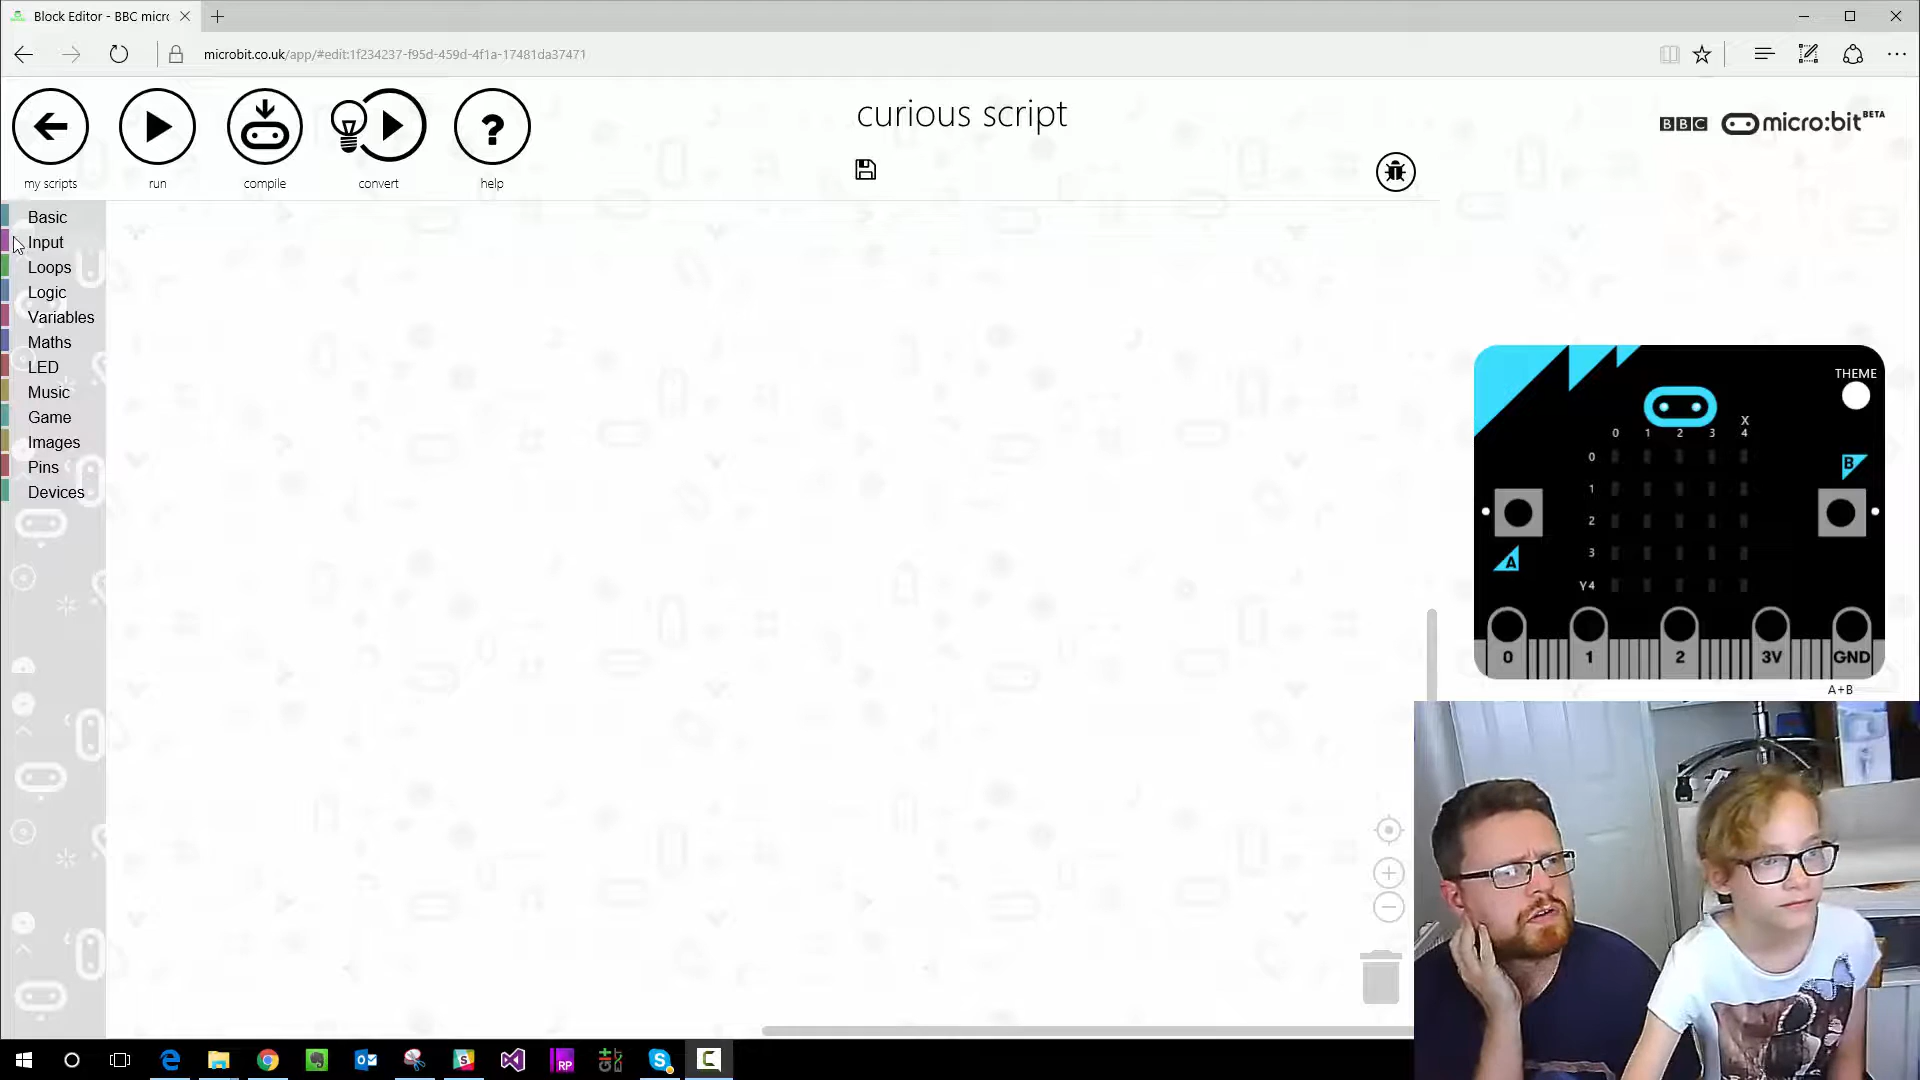 Block Editor - BBC micr
microbit.co.uk/app/#edit:1f234237-f95d-459d-4f1a-17481da37471
curious script
BBC micro:bit BETA
?
my scripts
run
compile
convert
help
Basic
Input
Loops
Logic
Variables
Maths
LED
Music
Game
Images
Pins
Devices
THEME
X
0 1 2 3 4
0
B
1
2
3
A
Y 4
0 1 2 3V GND
A+B
RP